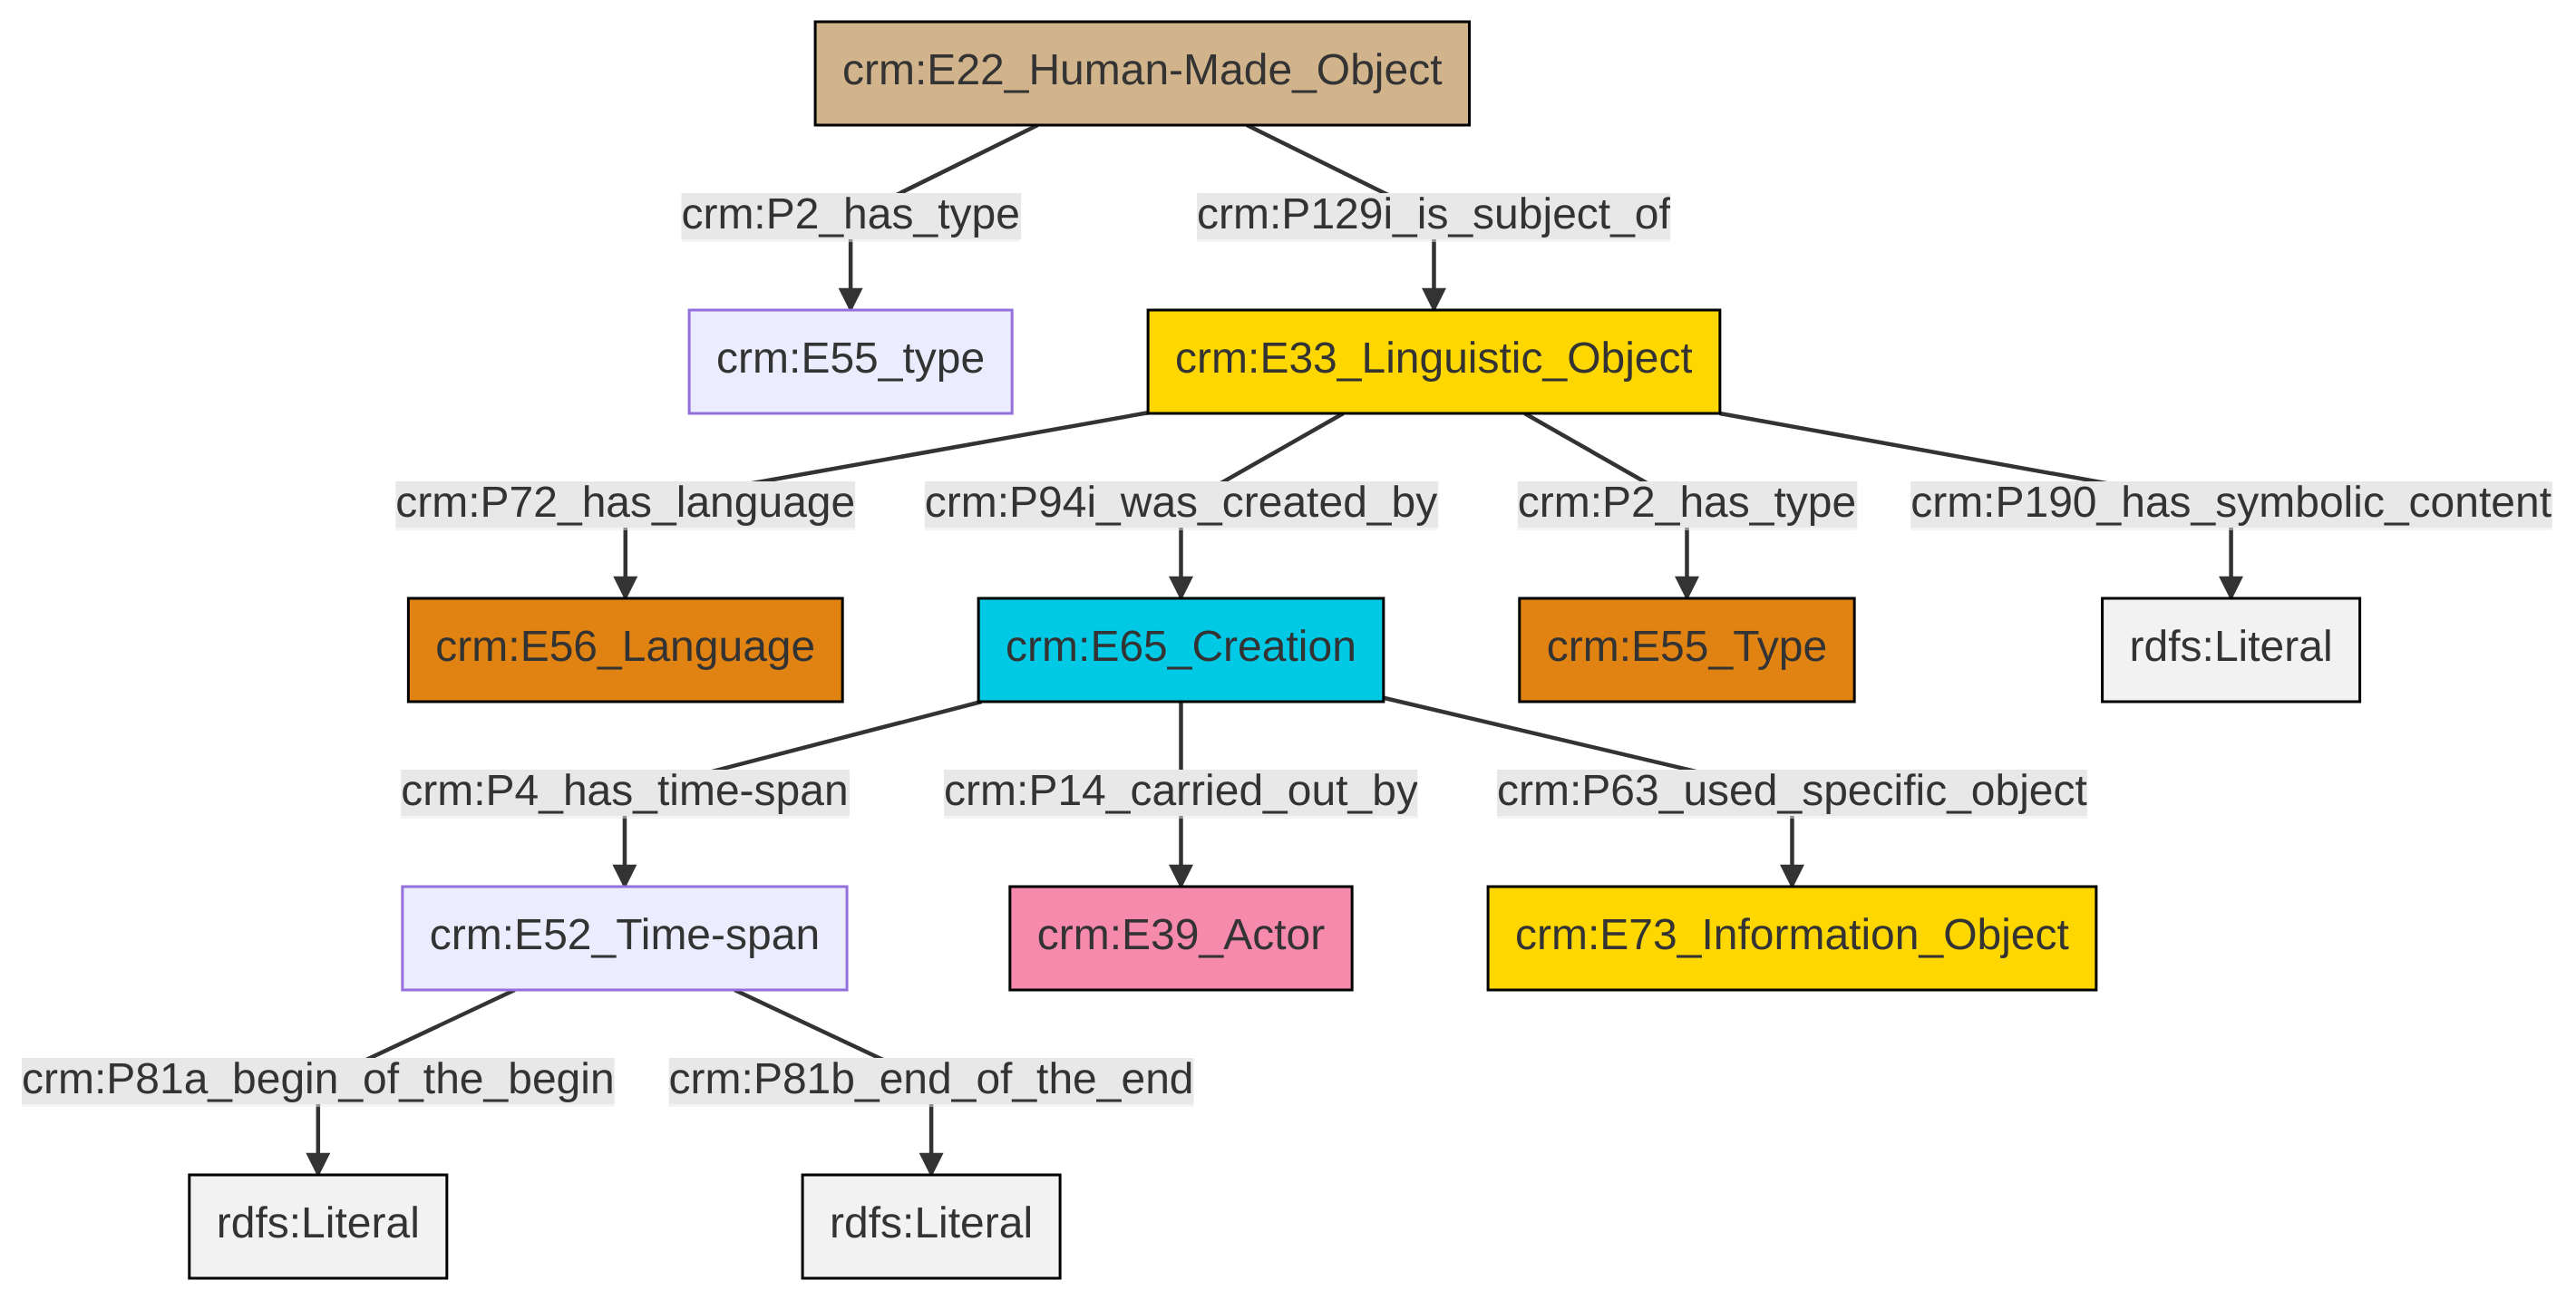 crm:E22_Human-Made_Object
crm:P2_has_type
crm:P129i_is_subject_of
crm:E55_type
crm:E33_Linguistic_Object
crm:P72_has_language
crm:P94i_was_created_by
crm:P2_has_type
crm:P190_has_symbolic_content
crm:E56_Language
crm:E65_Creation
crm:E55_Type
rdfs:Literal
crm:P4_has_time-span
crm:P14_carried_out_by
crm:P63_used_specific_object
crm:E52_Time-span
crm:E39_Actor
crm:E73_Information_Object
crm:P81a_begin_of_the_begin
crm:P81b_end_of_the_end
rdfs:Literal
rdfs:Literal